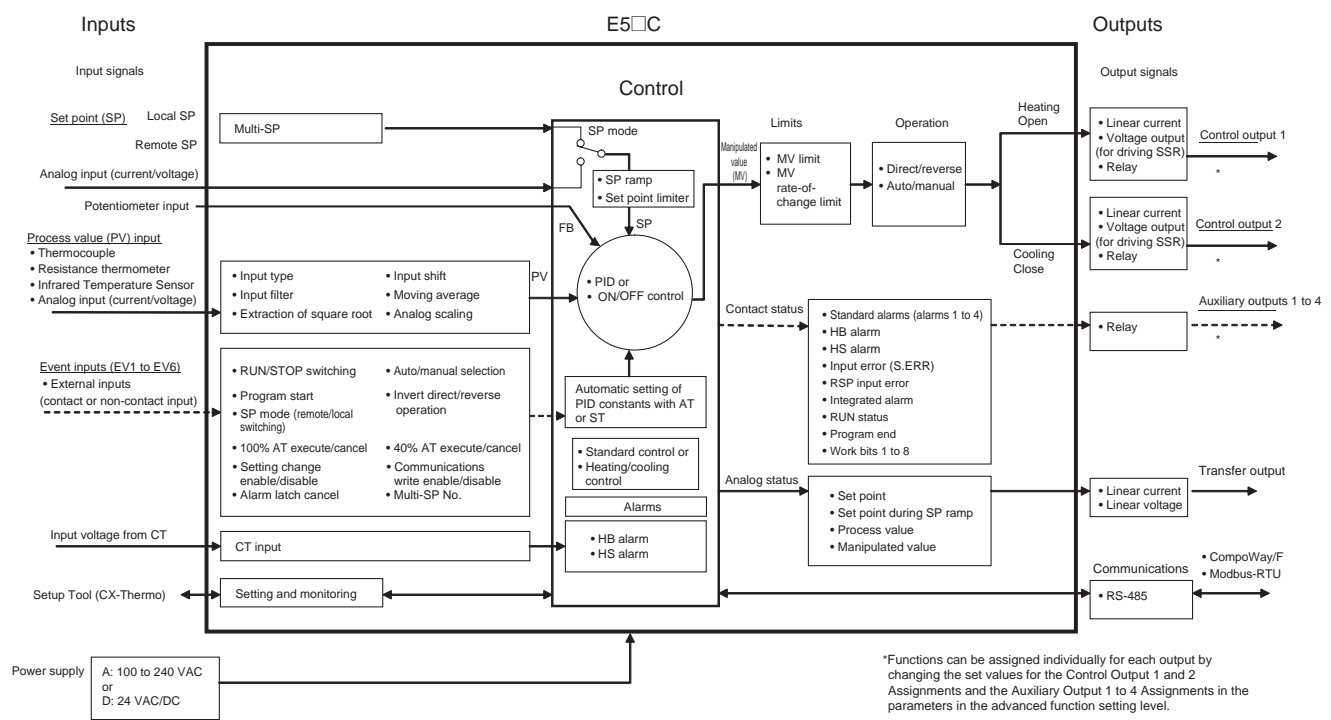 Inputs
E5□C
Outputs
Input signals
Output signals
Control
Set point (SP)
Local SP
Remote SP
Multi-SP
SP mode
Analog input (current/voltage)
• SP ramp
• Set point limiter
Potentiometer input
FB
SP
Manipulated
value
(MV)
Limits
• MV limit
• MV
rate-of-
change limit
Operation
• Direct/reverse
• Auto/manual
Heating
Open
• Linear current
• Voltage output
(for driving SSR)
• Relay
Control output 1
*
Cooling
Close
• Linear current
• Voltage output
(for driving SSR)
• Relay
Control output 2
*
Process value (PV) input
• Thermocouple
• Resistance thermometer
• Infrared Temperature Sensor
• Analog input (current/voltage)
• Input type
• Input filter
• Extraction of square root
• Input shift
• Moving average
• Analog scaling
PV
• PID or
• ON/OFF control
Contact status
• Standard alarms (alarms 1 to 4)
• HB alarm
• HS alarm
• Input error (S.ERR)
• RSP input error
• Integrated alarm
• RUN status
• Program end
• Work bits 1 to 8
• Relay
Auxiliary outputs 1 to 4
*
Event inputs (EV1 to EV6)
• External inputs
(contact or non-contact input)
• RUN/STOP switching
• Program start
• SP mode (remote/local
switching)
• 100% AT execute/cancel
• Setting change
enable/disable
• Alarm latch cancel
• Auto/manual selection
• Invert direct/reverse
operation
• 40% AT execute/cancel
• Communications
write enable/disable
• Multi-SP No.
Automatic setting of
PID constants with AT
or ST
• Standard control or
• Heating/cooling
control
Alarms
• HB alarm
• HS alarm
Analog status
• Set point
• Set point during SP ramp
• Process value
• Manipulated value
• Linear current
• Linear voltage
Transfer output
Input voltage from CT
CT input
Setup Tool (CX-Thermo)
Setting and monitoring
Communications
• RS-485
• CompoWay/F
• Modbus-RTU
Power supply
A: 100 to 240 VAC
or
D: 24 VAC/DC
*Functions can be assigned individually for each output by
changing the set values for the Control Output 1 and 2
Assignments and the Auxiliary Output 1 to 4 Assignments in the
parameters in the advanced function setting level.